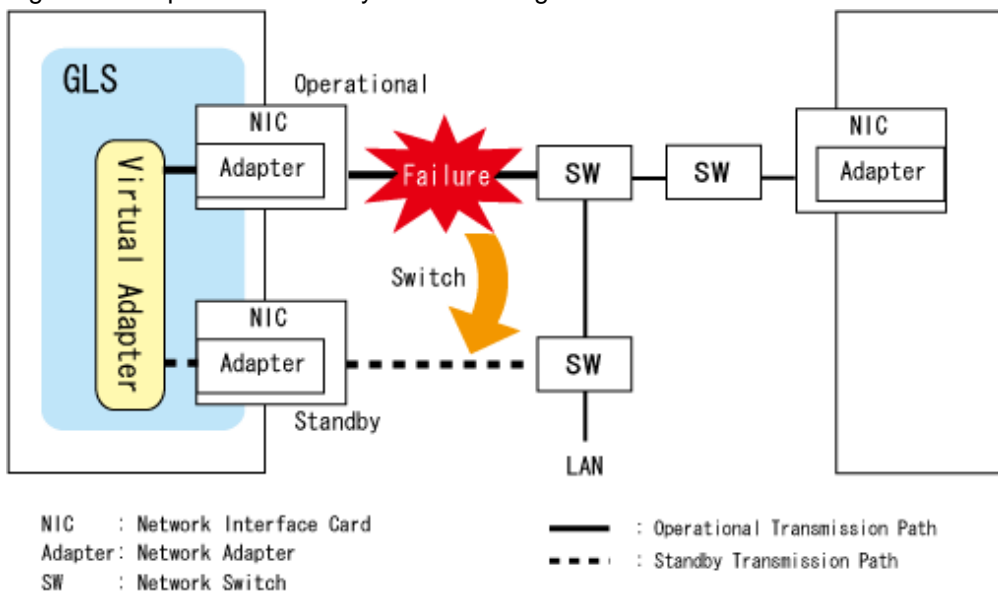 GLS
Operational
NIC
Adapter
Failure
SW
SW
NIC
Adapter
Virtual Adapter
Switch
NIC
Adapter
SW
Standby
LAN
NIC : Network Interface Card
Adapter: Network Adapter
SW : Network Switch
: Operational Transmission Path
: Standby Transmission Path